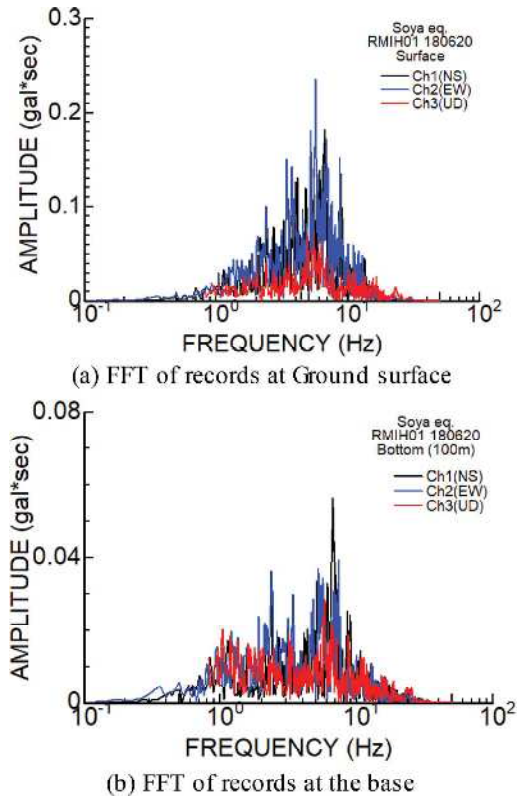 0.3
0.2
0.1
0
AMPLITUDE (gal*sec)
Soya eq.
RMIH01 180620
Surface
Ch1(NS)
Ch2(EW)
Ch3(UD)
10-1 100 101 102
FREQUENCY (Hz)
(a) FFT of records at Ground surface
0.08
0.04
0
AMPLITUDE (gal*sec)
Soya eq.
RMIH01 180620
Bottom (100m)
Ch1(NS)
Ch2(EW)
Ch3(UD)
10-1 100 101 102
FREQUENCY (Hz)
(b) FFT of records at the base